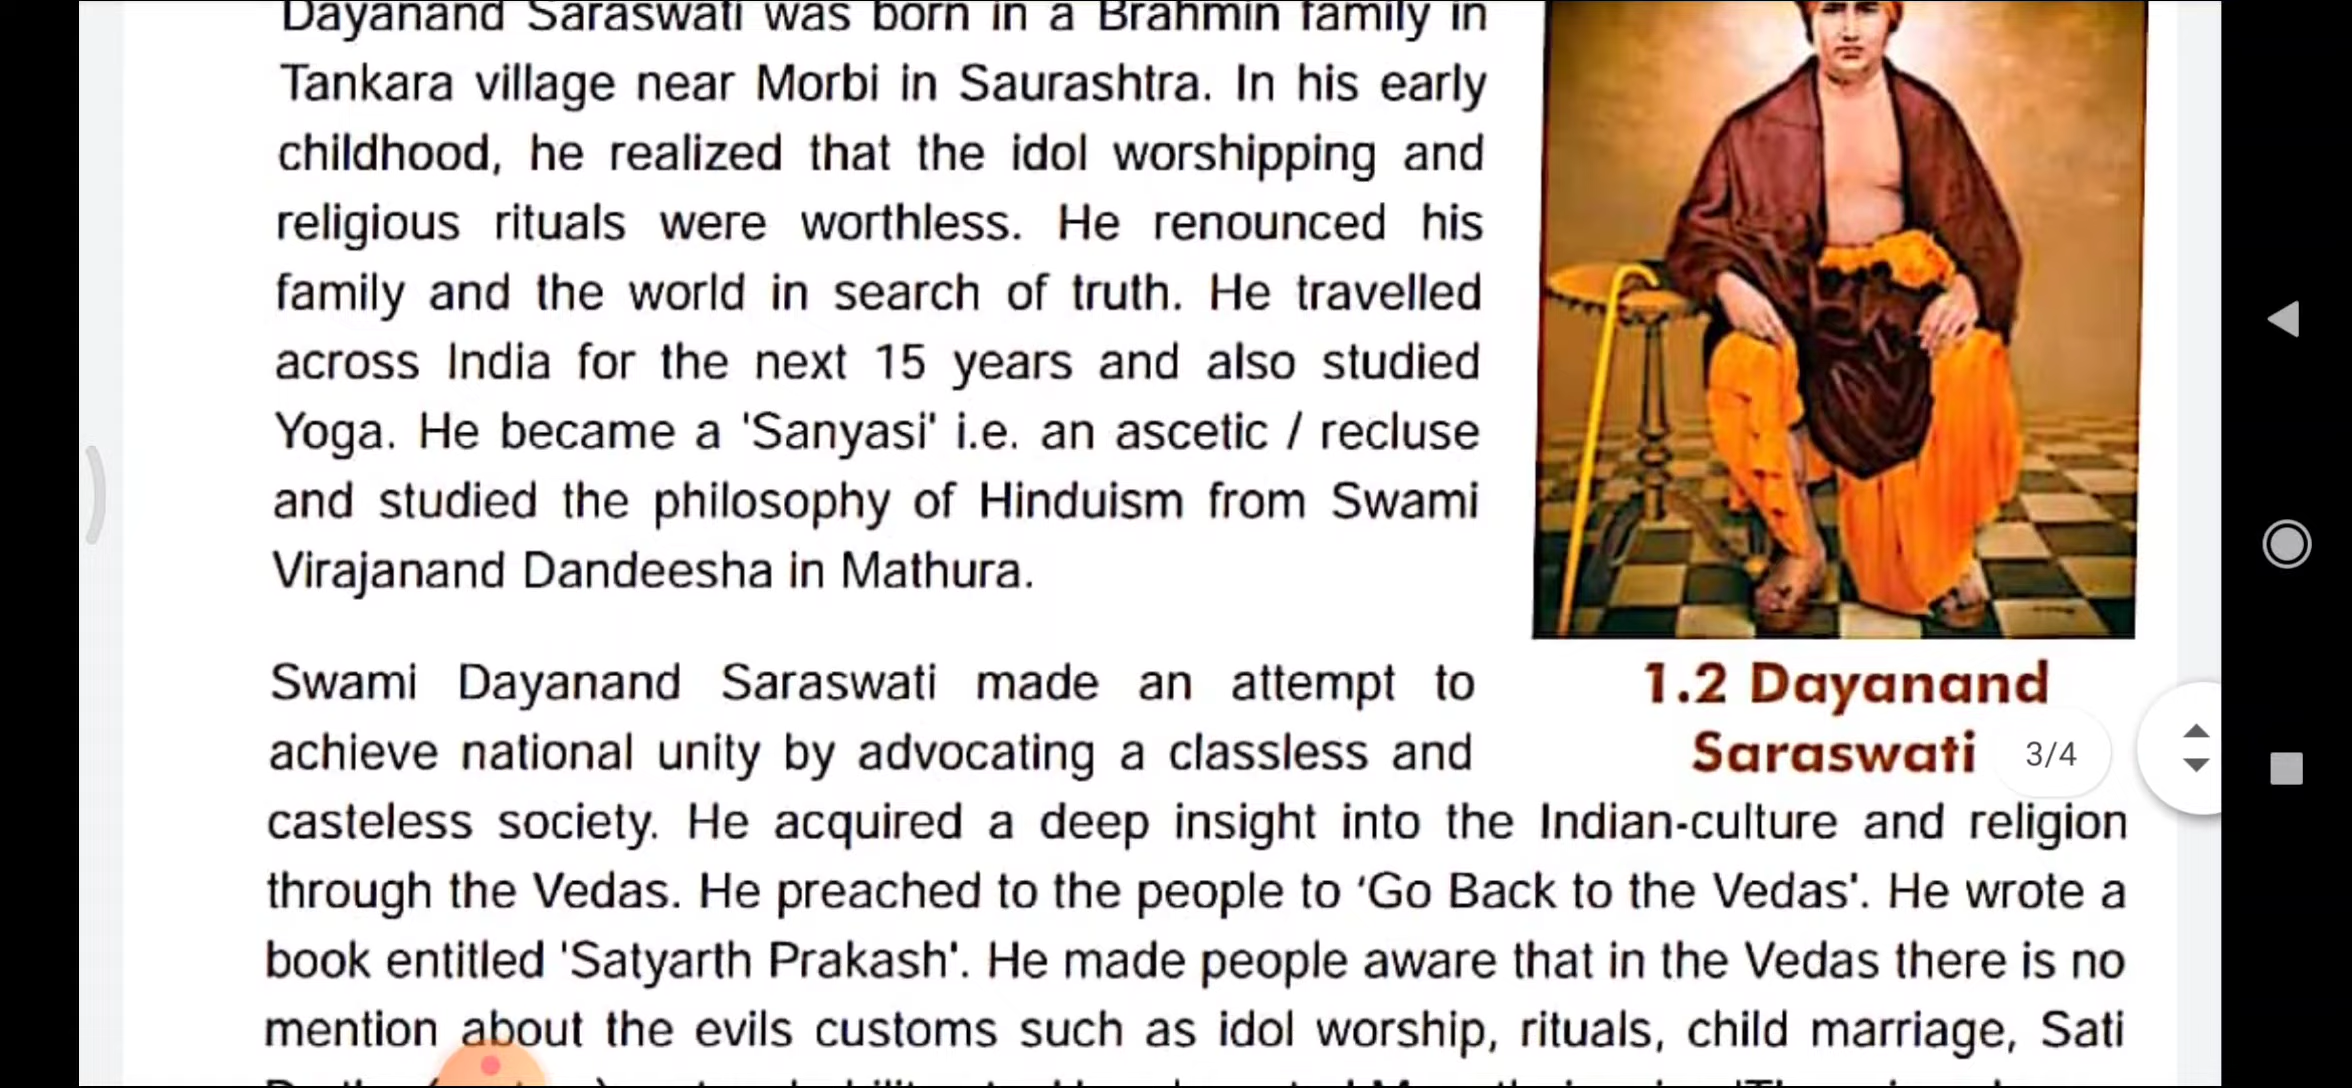 Dayanand Saraswati was born in a Brahmin family in
Tankara village near Morbi in Saurashtra. In his early
childhood, he realized that the idol worshipping and
religious rituals were worthless. He renounced his
family and the world in search of truth. He travelled
across India for the next 15 years and also studied
Yoga. He became a 'Sanyasi' i.e. an ascetic / recluse
and studied the philosophy of Hinduism from Swami
Virajanand Dandeesha in Mathura.
1.2 Dayanand
Saraswati
3/4
Swami Dayanand Saraswati made an attempt to
achieve national unity by advocating a classless and
casteless society. He acquired a deep insight into the Indian-culture and religion
through the Vedas. He preached to the people to ‘Go Back to the Vedas'. He wrote a
book entitled 'Satyarth Prakash'. He made people aware that in the Vedas there is no
mention about the evils customs such as idol worship, rituals, child marriage, Sati